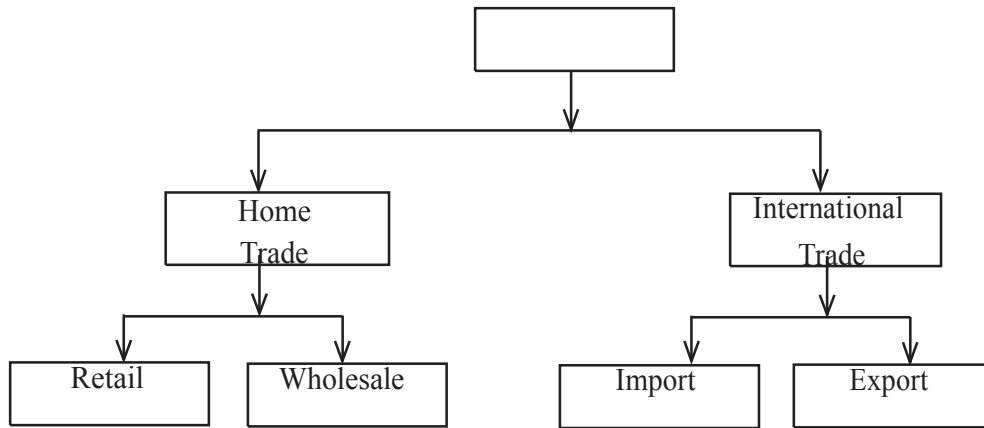 Home
Trade
International
Trade
Retail
Wholesale
Import
Export